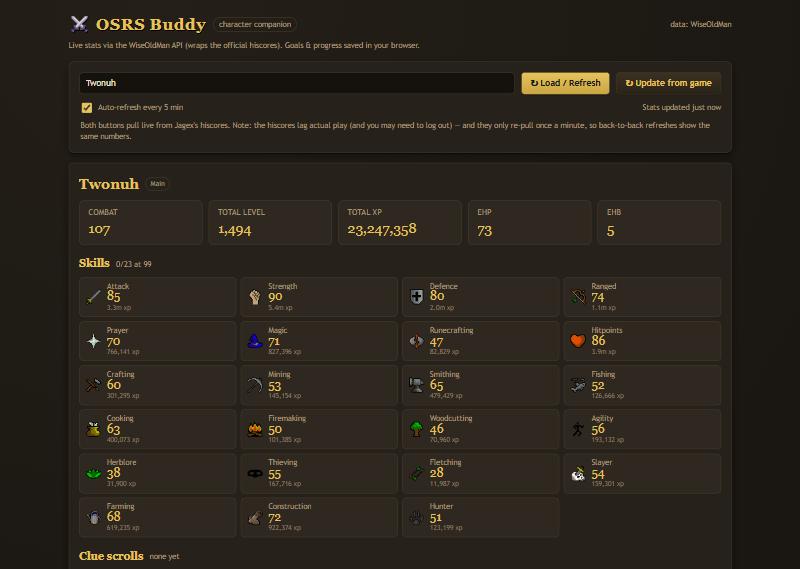 OSRS Buddy character companion data: WiseOldMan
Live stats via the WiseOldMan API (wraps the official hiscores). Goals & progress saved in your browser.
Twonuh ↻ Load / Refresh ↻ Update from game
Auto-refresh every 5 min Stats updated just now
Both buttons pull live from Jagex's hiscores. Note: the hiscores lag actual play (and you may need to log out) — and they only re-pull once a minute, so back-to-back refreshes show the
same numbers.
Twonuh Main
COMBAT TOTAL LEVEL TOTAL XP EHP EHB
107 1,494 23,247,358 73 5
Skills 0/23 at 99
Attack Strength Defence Ranged
85 90 80 74
3.3m xp 5.4m xp 2.0m xp 1.1m xp
Prayer Magic Runecrafting Hitpoints
70 71 47 86
766,141 xp 827,396 xp 82,829 xp 3.9m xp
Crafting Mining Smithing Fishing
60 53 65 52
301,295 xp 145,154 xp 479,429 xp 126,666 xp
Cooking Firemaking Woodcutting Agility
63 50 46 56
400,073 xp 101,385 xp 70,960 xp 193,132 xp
Herblore Thieving Fletching Slayer
38 55 28 54
31,900 xp 167,716 xp 11,987 xp 159,301 xp
Farming Construction Hunter
68 72 51
619,235 xp 922,374 xp 123,199 xp
Clue scrolls none yet